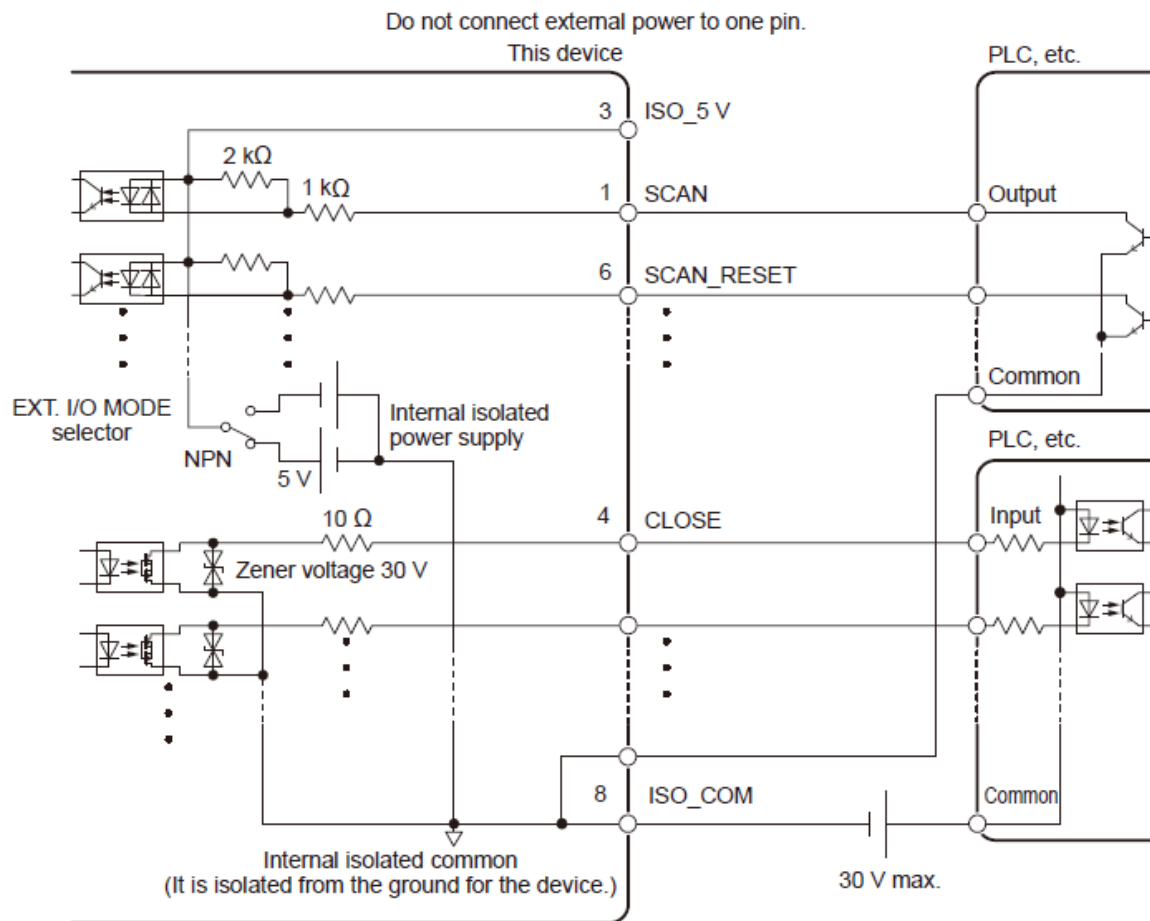 Do not connect external power to one pin.
This device
PLC, etc.
3 ISO_5 V
2 kΩ
1 kΩ
1 SCAN
Output
6 SCAN_RESET
Common
EXT. I/O MODE
selector
NPN
Internal isolated
power supply
5 V
PLC, etc.
10 Ω
4 CLOSE
Input
Zener voltage 30 V
8 ISO_COM
Common
Internal isolated common
(It is isolated from the ground for the device.)
30 V max.